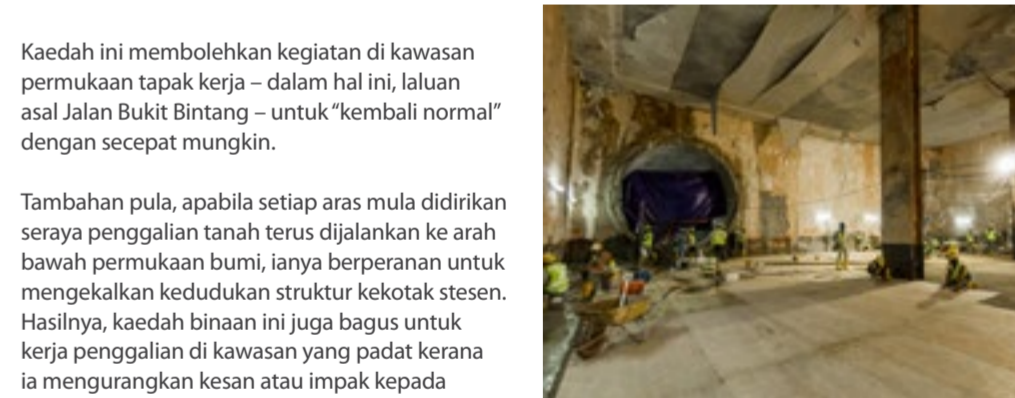 Kaedah ini membolehkan kegiatan di kawasan
permukaan tapak kerja – dalam hal ini, laluan
asal Jalan Bukit Bintang – untuk “kembali normal”
dengan secepat mungkin.
Tambahan pula, apabila setiap aras mula didirikan
seraya penggalian tanah terus dijalankan ke arah
bawah permukaan bumi, ianya berperanan untuk
mengekalkan kedudukan struktur kekotak stesen.
Hasilnya, kaedah binaan ini juga bagus untuk
kerja penggalian di kawasan yang padat kerana
ia mengurangkan kesan atau impak kepada